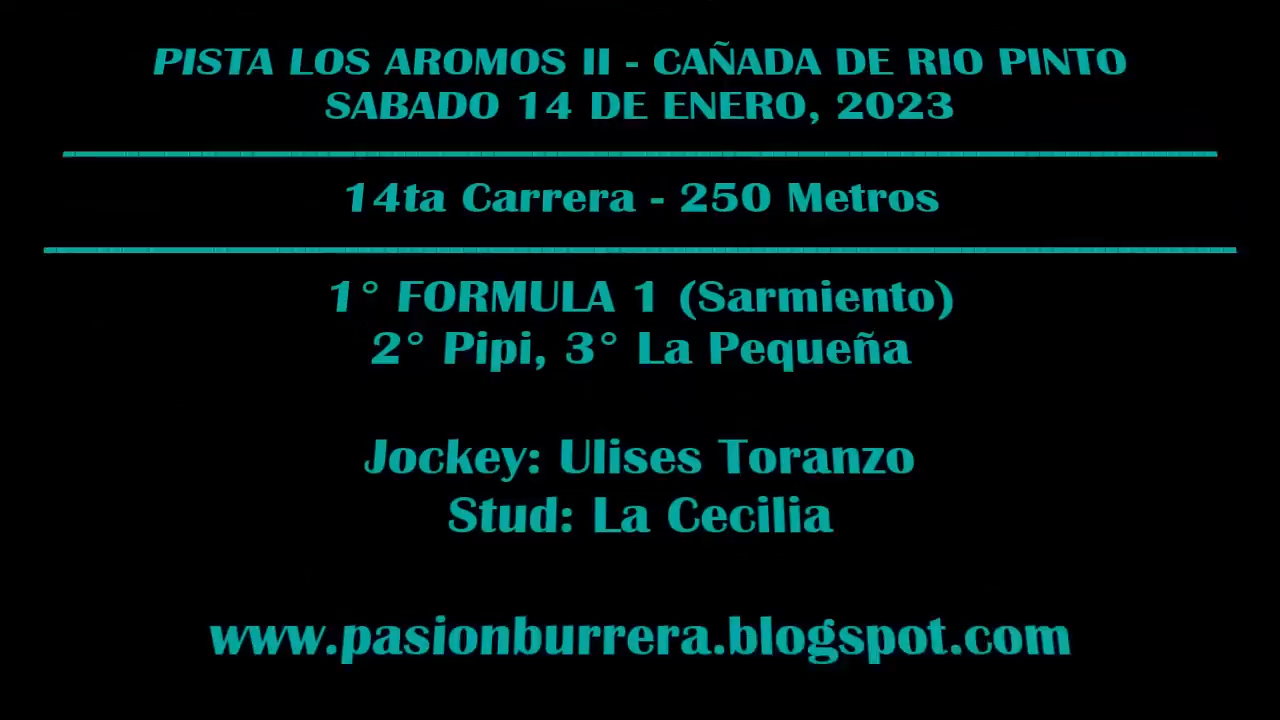 PISTA LOS AROMOS II - CAÑADA DE RIO PINTO
SABADO 14 DE ENERO, 2023
14ta Carrera - 250 Metros
1° FORMULA 1 (Sarmiento)
2° Pipi, 3° La Pequeña
Jockey: Ulises Toranzo
Stud: La Cecilia
www.pasionburrera.blogspot.com